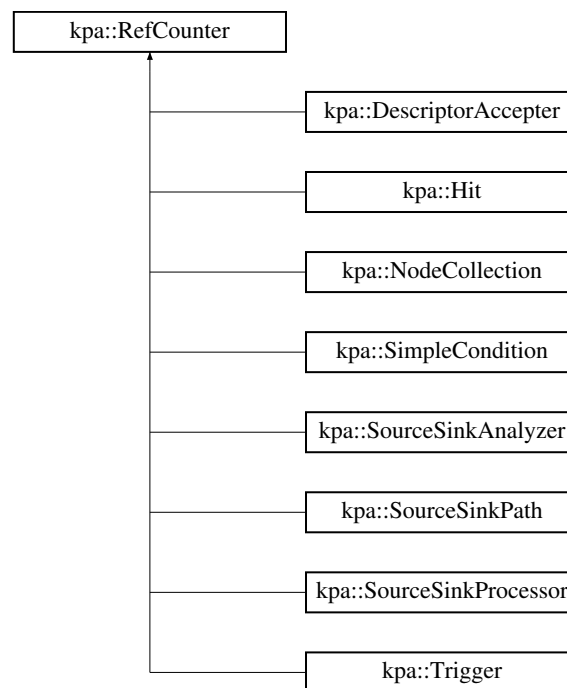 kpa::RefCounter
kpa::DescriptorAccepter
kpa::Hit
kpa::NodeCollection
kpa::SimpleCondition
kpa::SourceSinkAnalyzer
kpa::SourceSinkPath
kpa::SourceSinkProcessor
kpa::Trigger